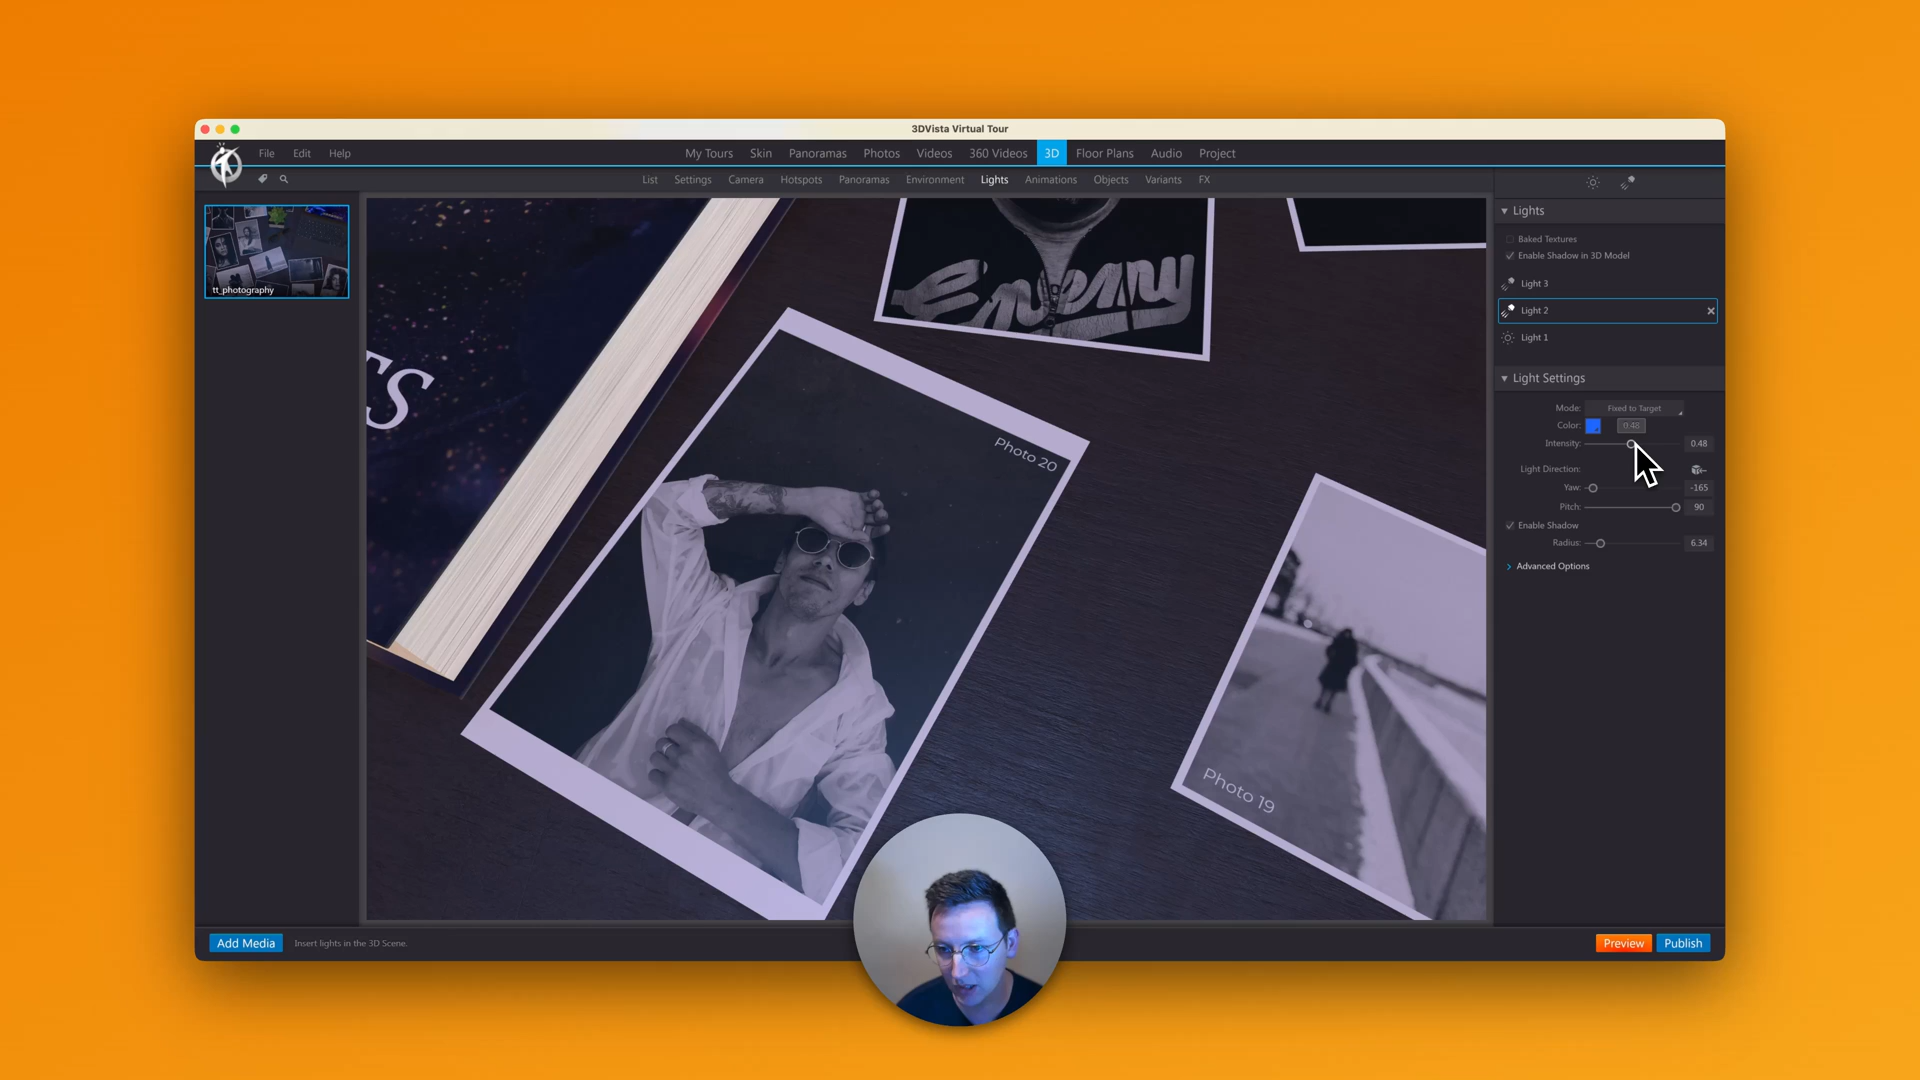 3DVista Virtual Tour
File Edit Help
My Tours Skin Panoramas Photos Videos 360 Videos 3D Floor Plans Audio Project
List Settings Camera Hotspots Panoramas Environment Lights Animations Objects Variants FX
tt_photography
TS
Enemy
Photo 20
Photo 19
Lights
Baked Textures
Enable Shadow in 3D Model
Light 3
Light 2
Light 1
Light Settings
Mode: Fixed to Target
Color: 0.48
Intensity: 0.48
Light Direction:
Yaw: -165
Pitch: 90
Enable Shadow
Radius: 6.34
Advanced Options
Add Media Insert lights in the 3D Scene.
Preview Publish